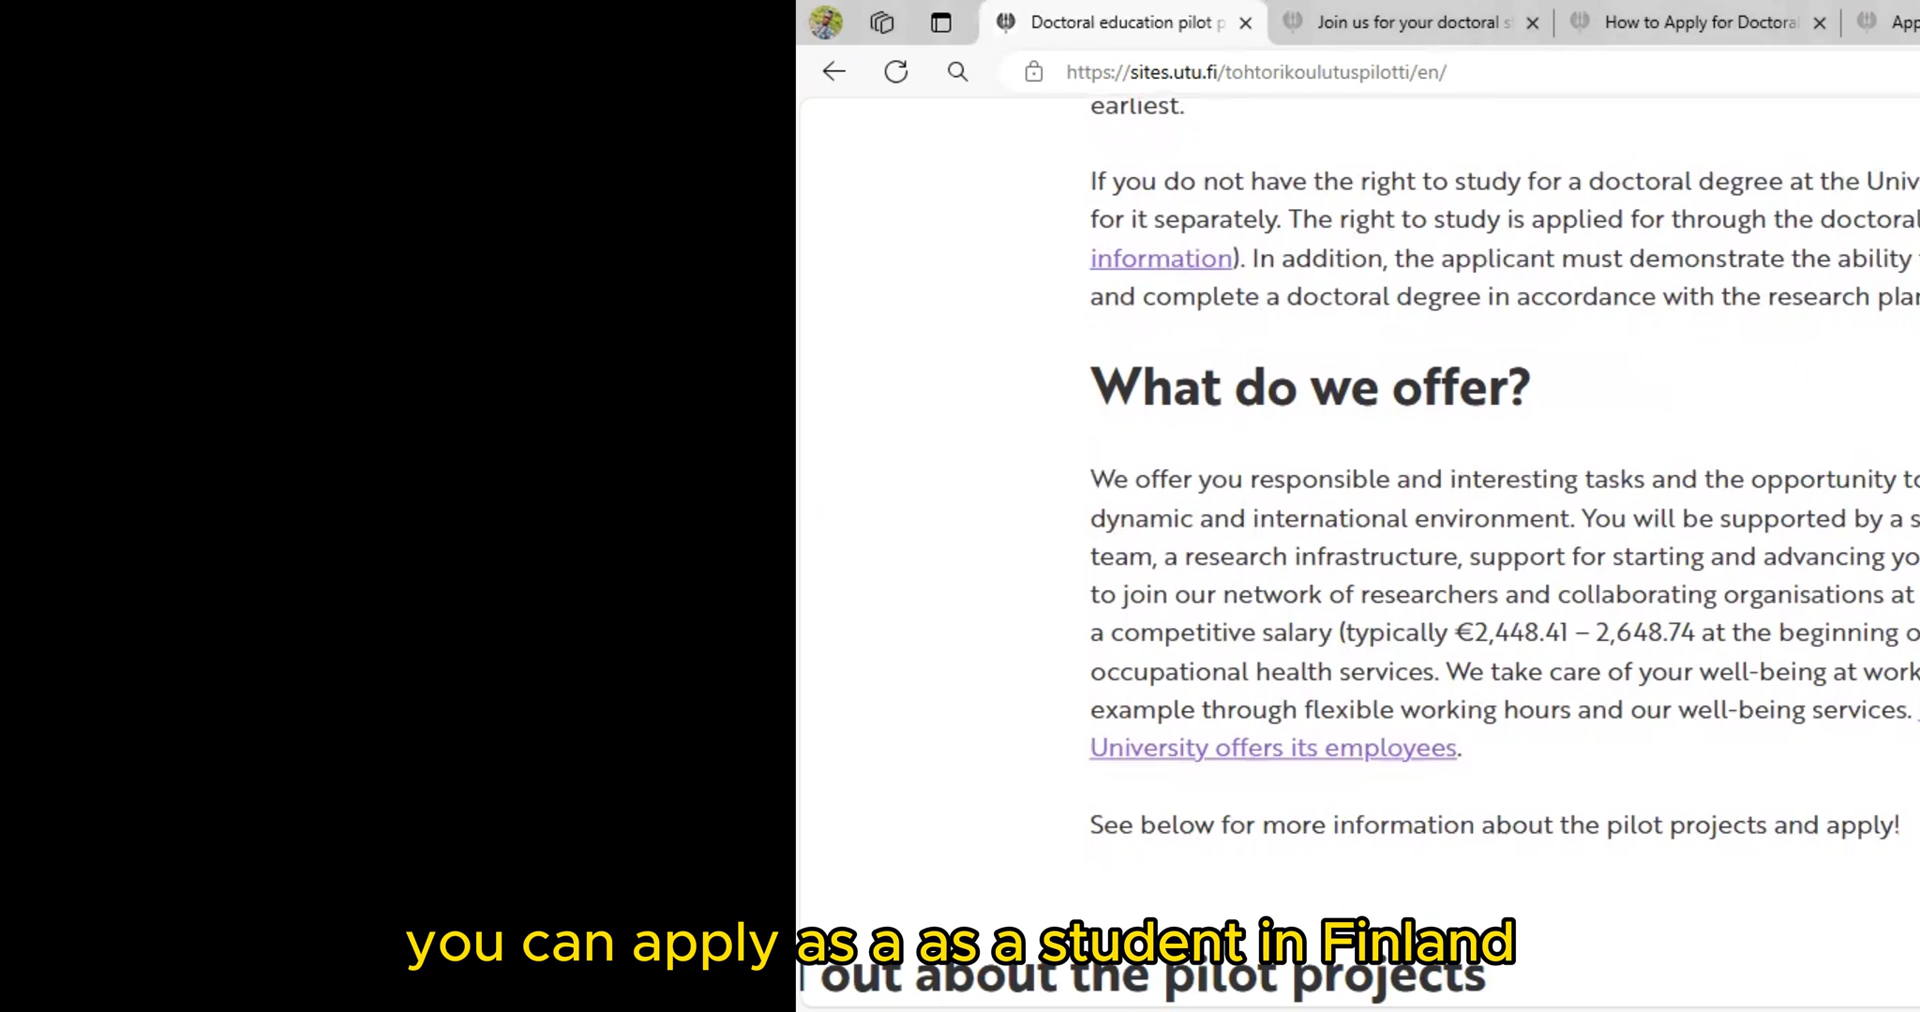 Doctoral education pilot p
Join us for your doctoral s
How to Apply for Doctora
App
https://sites.utu.fi/tohtorikoulutuspilotti/en/
earliest.
If you do not have the right to study for a doctoral degree at the Univ
for it separately. The right to study is applied for through the doctoral
information). In addition, the applicant must demonstrate the ability
and complete a doctoral degree in accordance with the research plan
What do we offer?
We offer you responsible and interesting tasks and the opportunity to
dynamic and international environment. You will be supported by a s
team, a research infrastructure, support for starting and advancing yo
to join our network of researchers and collaborating organisations at
a competitive salary (typically €2,448.41 – 2,648.74 at the beginning o
occupational health services. We take care of your well-being at work
example through flexible working hours and our well-being services.
University offers its employees.
See below for more information about the pilot projects and apply!
you can apply as a as a student in Finland
out about the pilot projects